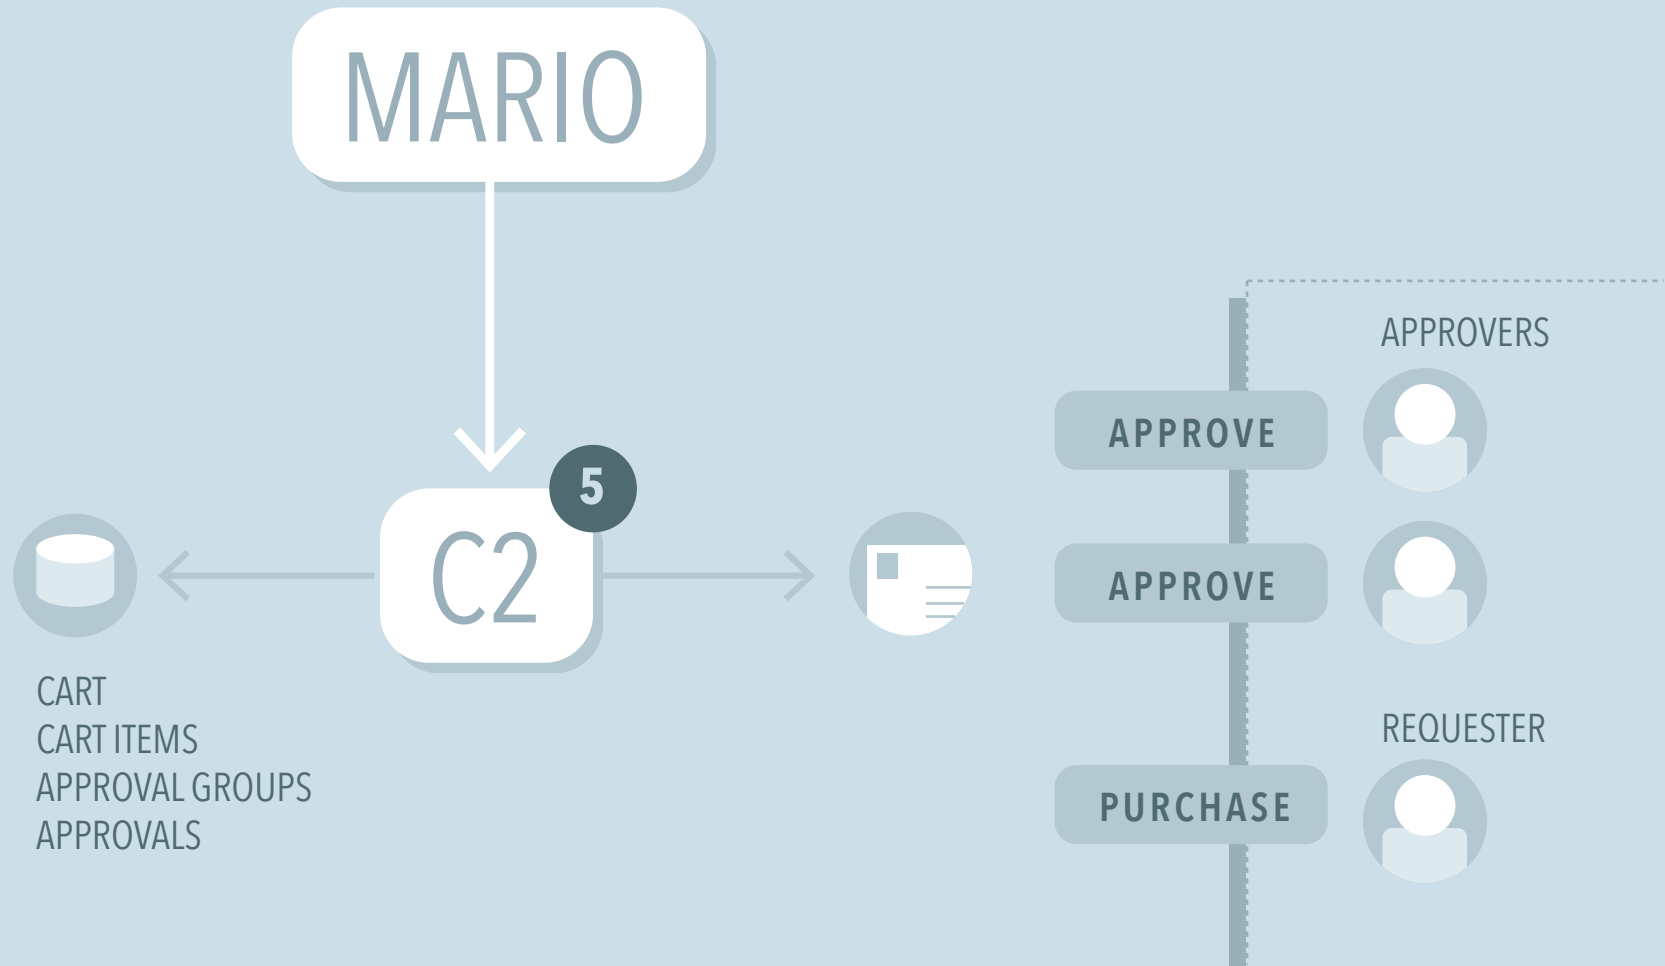 MARIO
5
C2
CART
CART ITEMS
APPROVAL GROUPS
APPROVALS
APPROVERS
APPROVE
APPROVE
REQUESTER
PURCHASE